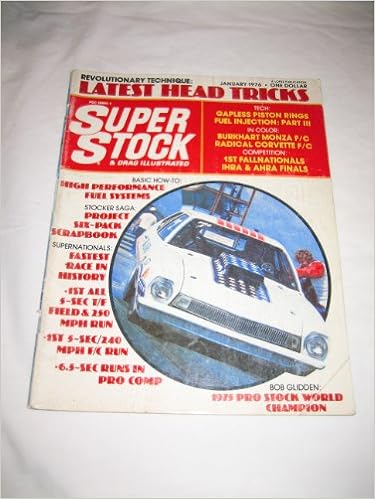 REVOLUTIONARY TECHNIQUE:
JANUARY 1976 • ONE DOLLAR
LATEST HEAD TRICKS
SUPER
STOCK
& DRAG ILLUSTRATED
TECH:
GAPLESS PISTON RINGS
FUEL INJECTION: PART III
IN COLOR:
BURKHART MONZA F/C
RADICAL CORVETTE F/C
COMPETITION:
1ST FALLNATIONALS
IHRA & AHRA FINALS
BASIC HOW-TO:
HIGH PERFORMANCE
FUEL SYSTEMS
STOCKER SAGA:
PROJECT
SIX-PACK
SCRAPBOOK
SUPERNATIONALS:
FASTEST
RACE IN
HISTORY
•1ST ALL
5-SEC T/F
FIELD & 250
MPH RUN
•1ST 5-SEC/240
MPH F/C RUN
•6.5-SEC RUNS IN
PRO COMP
BOB GLIDDEN:
1975 PRO STOCK WORLD
CHAMPION